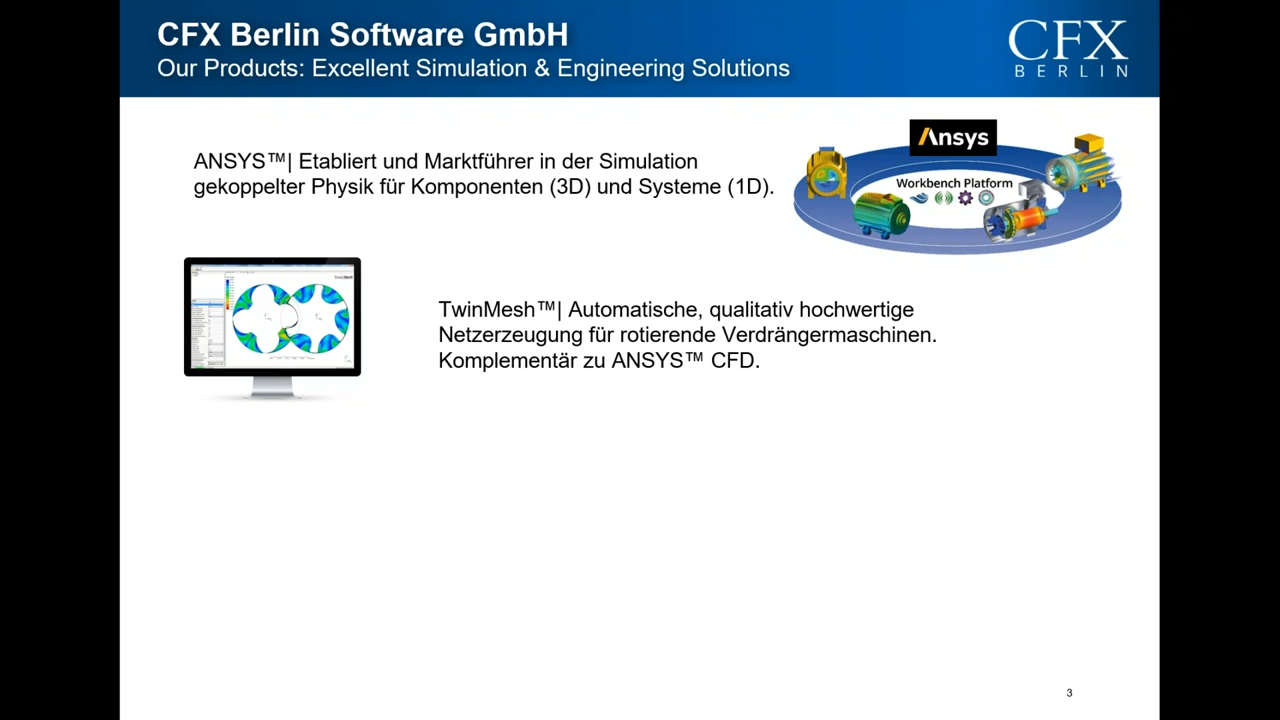 CFX Berlin Software GmbH
Our Products: Excellent Simulation & Engineering Solutions
CFX
BERLIN
ANSYS™| Etabliert und Marktführer in der Simulation
gekoppelter Physik für Komponenten (3D) und Systeme (1D).
Ansys
Workbench Platform
TwinMesh™| Automatische, qualitativ hochwertige
Netzerzeugung für rotierende Verdrängermaschinen.
Komplementär zu ANSYS™ CFD.
3